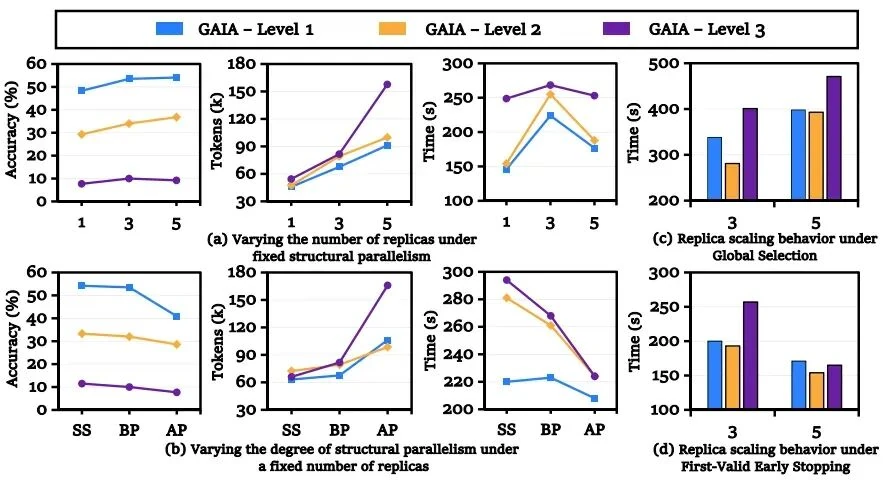 GAIA – Level 1 GAIA – Level 2 GAIA – Level 3
Accuracy (%)
60
50
40
30
20
10
0
1 3 5
Tokens (k)
180
150
120
90
60
30
1 3 5
Time (s)
300
250
200
150
100
1 3 5
(a) Varying the number of replicas under
fixed structural parallelism
Time (s)
500
400
300
200
3 5
(c) Replica scaling behavior under
Global Selection
Accuracy (%)
60
50
40
30
20
10
0
SS BP AP
Tokens (k)
180
150
120
90
60
30
SS BP AP
Time (s)
300
280
260
240
220
200
SS BP AP
(b) Varying the degree of structural parallelism under
a fixed number of replicas
Time (s)
300
250
200
150
100
3 5
(d) Replica scaling behavior under
First-Valid Early Stopping